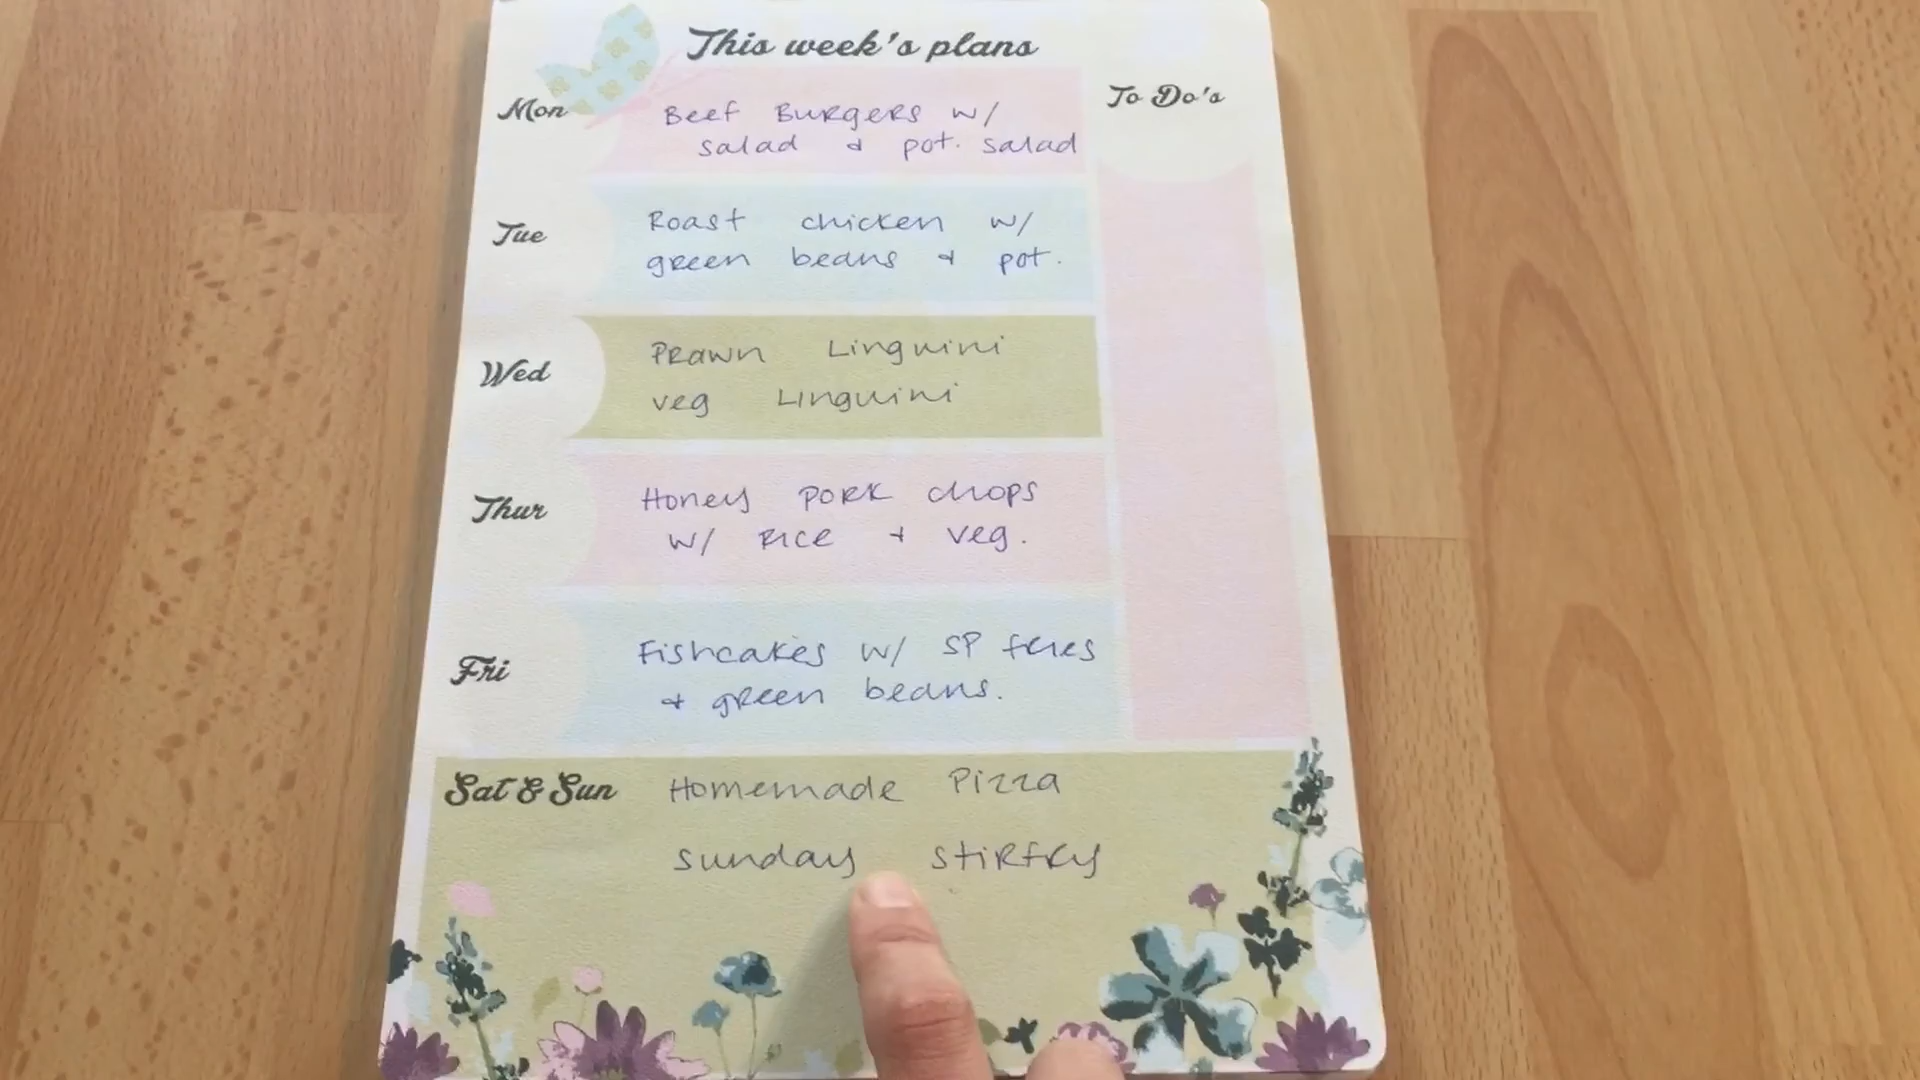 This week's plans
To Do's
Mon
Beef Burgers w/
salad & pot. salad
Tue
Roast chicken w/
green beans & pot.
Wed
Prawn Linguini
veg Linguini
Thur
Honey Pork chops
w/ Rice & veg.
Fri
Fishcakes w/ SP fries
& green beans.
Sat & Sun
Homemade Pizza
Sunday stirfry